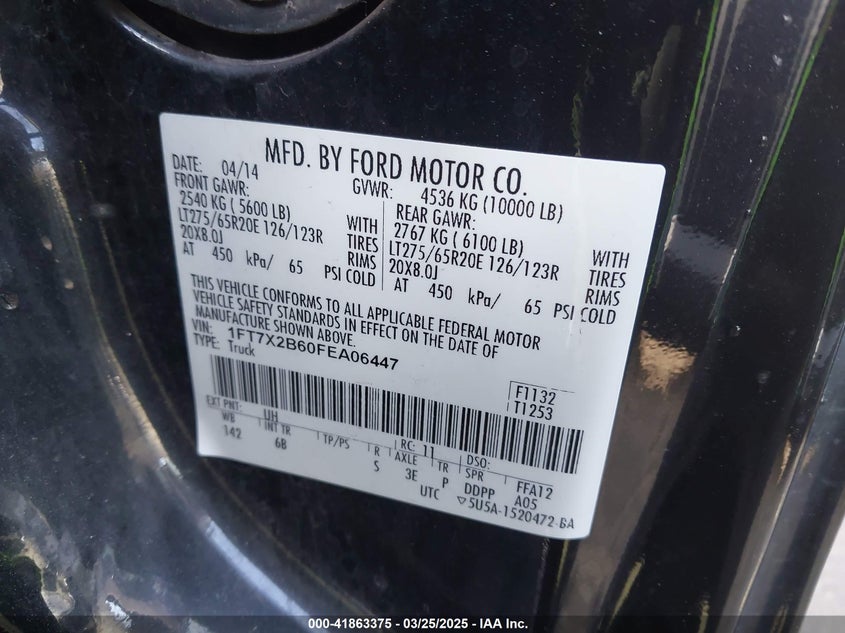 MFD. BY FORD MOTOR CO.
DATE: 04/14
GVWR: 4536 KG (10000 LB)
FRONT GAWR:
2540 KG ( 5600 LB)
WITH
LT275/65R20E 126/123R
TIRES
20X8.0J
RIMS
AT 450 kPa/ 65 PSI COLD
REAR GAWR:
2767 KG ( 6100 LB)
WITH
LT275/65R20E 126/123R
TIRES
20X8.0J
RIMS
AT 450 kPa/ 65 PSI COLD
THIS VEHICLE CONFORMS TO ALL APPLICABLE FEDERAL MOTOR
VEHICLE SAFETY STANDARDS IN EFFECT ON THE DATE OF
MANUFACTURE SHOWN ABOVE.
VIN: 1FT7X2B60FEA06447
TYPE: Truck
F1132
T1253
EXT PNT: UH RC: 11 DSO:
WB INT TR TP/PS R AXLE TR SPR
142 6B S 3E P DDPP FFA12
A05
UTC ▽5U5A-1520472-BA
000-41863375 - 03/25/2025 - IAA Inc.